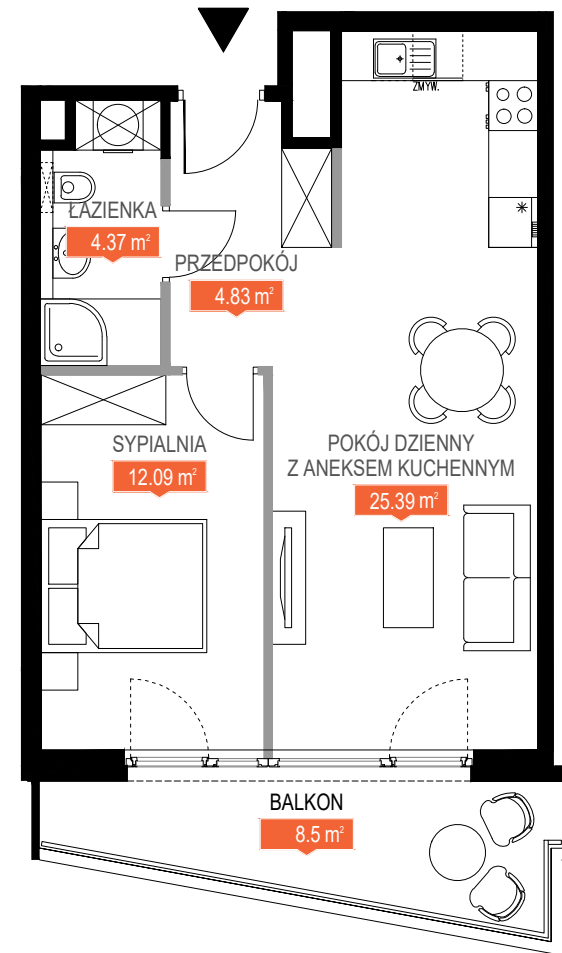 ZMYW.
ŁAZIENKA
4.37 m²
PRZEDPOKÓJ
4.83 m²
SYPIALNIA
12.09 m²
POKÓJ DZIENNY
Z ANEKSEM KUCHENNYM
25.39 m²
BALKON
8.5 m²